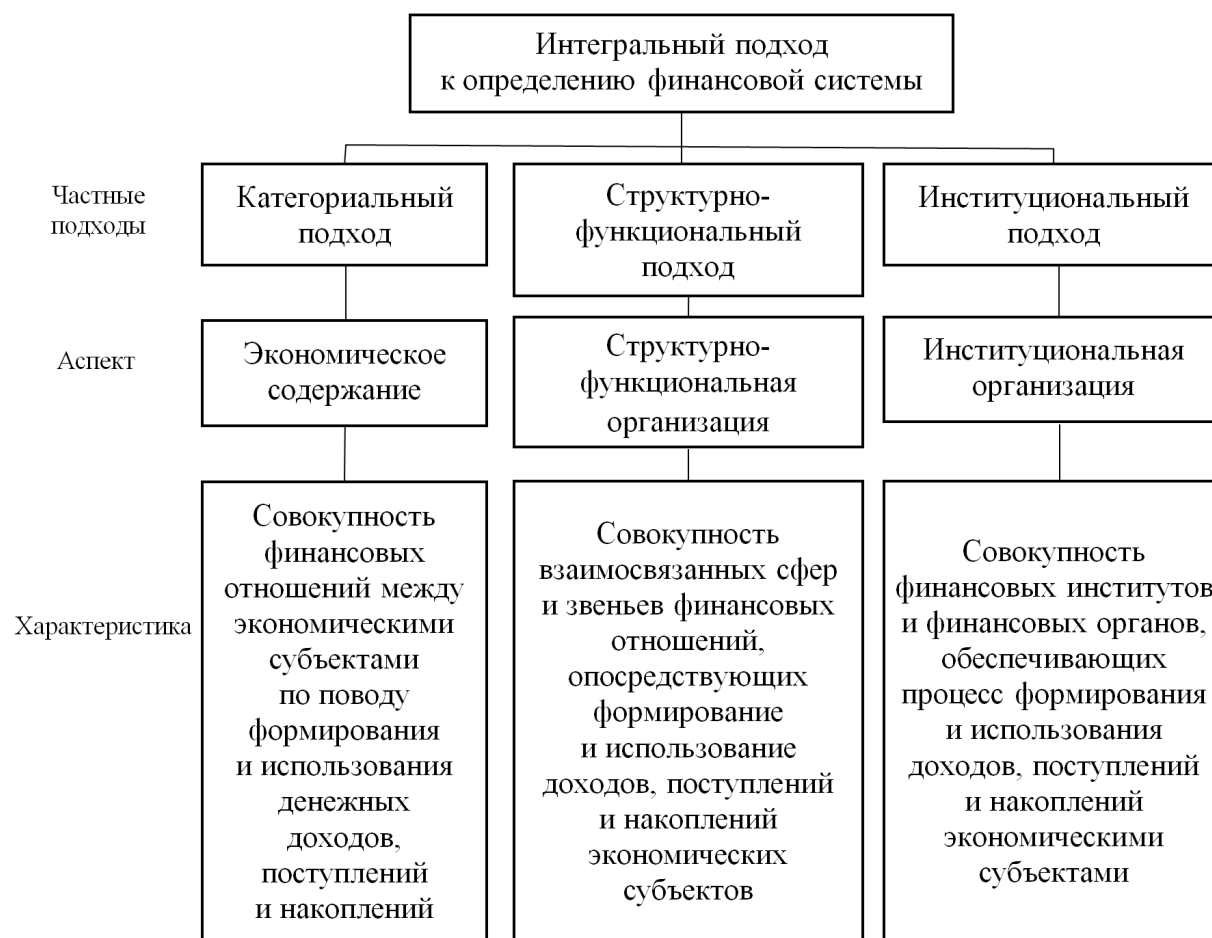 Интегральный подход
к определению финансовой системы
Частные
подходы
Категориальный
подход
Структурно-
функциональный
подход
Институциональный
подход
Аспект
Экономическое
содержание
Структурно-
функциональная
организация
Институциональная
организация
Характеристика
Совокупность
финансовых
отношений между
экономическими
субъектами
по поводу
формирования
и использования
денежных
доходов,
поступлений
и накоплений
Совокупность
взаимосвязанных сфер
и звеньев финансовых
отношений,
опосредствующих
формирование
и использование
доходов, поступлений
и накоплений
экономических
субъектов
Совокупность
финансовых институтов
и финансовых органов,
обеспечивающих
процесс формирования
и использования
доходов, поступлений
и накоплений
экономическими
субъектами